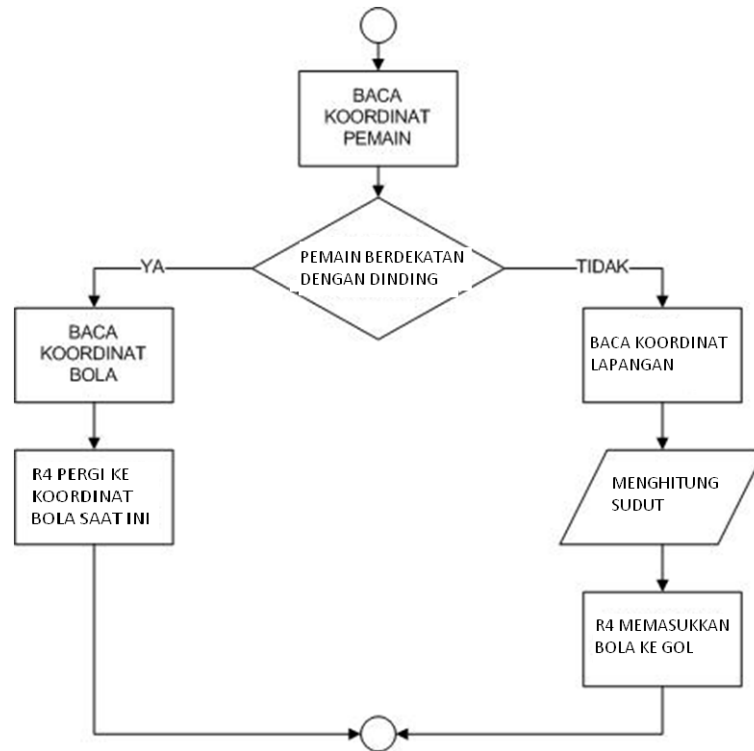 BACA
KOORDINAT
PEMAIN
PEMAIN BERDEKATAN
DENGAN DINDING
YA
TIDAK
BACA
KOORDINAT
BOLA
BACA KOORDINAT
LAPANGAN
R4 PERGI KE
KOORDINAT
BOLA SAAT INI
MENGHITUNG
SUDUT
R4 MEMASUKKAN
BOLA KE GOL